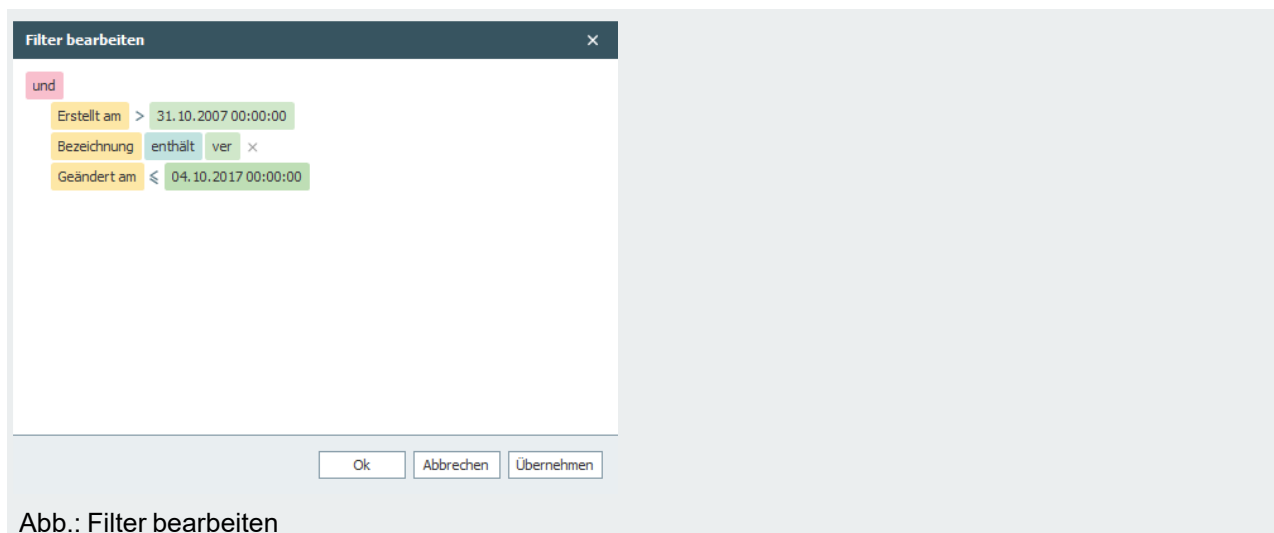 Filter bearbeiten ×
und
Erstellt am > 31.10.2007 00:00:00
Bezeichnung enthält ver ×
Geändert am ⩽ 04.10.2017 00:00:00
Ok Abbrechen Übernehmen
Abb.: Filter bearbeiten